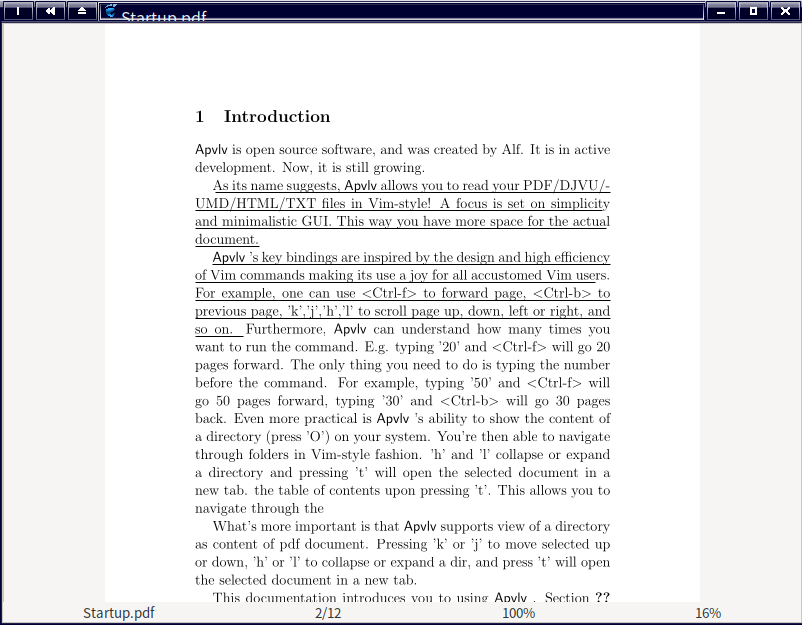 Startup.pdf
1 Introduction
Apvlv is open source software, and was created by Alf. It is in active
development. Now, it is still growing.
As its name suggests, Apvlv allows you to read your PDF/DJVU/-
UMD/HTML/TXT files in Vim-style! A focus is set on simplicity
and minimalistic GUI. This way you have more space for the actual
document.
Apvlv 's key bindings are inspired by the design and high efficiency
of Vim commands making its use a joy for all accustomed Vim users.
For example, one can use <Ctrl-f> to forward page, <Ctrl-b> to
previous page, 'k','j','h','l' to scroll page up, down, left or right, and
so on. Furthermore, Apvlv can understand how many times you
want to run the command. E.g. typing '20' and <Ctrl-f> will go 20
pages forward. The only thing you need to do is typing the number
before the command. For example, typing '50' and <Ctrl-f> will
go 50 pages forward, typing '30' and <Ctrl-b> will go 30 pages
back. Even more practical is Apvlv 's ability to show the content of
a directory (press 'O') on your system. You're then able to navigate
through folders in Vim-style fashion. 'h' and 'l' collapse or expand
a directory and pressing 't' will open the selected document in a
new tab. the table of contents upon pressing 't'. This allows you to
navigate through the
What's more important is that Apvlv supports view of a directory
as content of pdf document. Pressing 'k' or 'j' to move selected up
or down, 'h' or 'l' to collapse or expand a dir, and press 't' will open
the selected document in a new tab.
This documentation introduces you to using Apvlv . Section ??
Startup.pdf 2/12 100% 16%